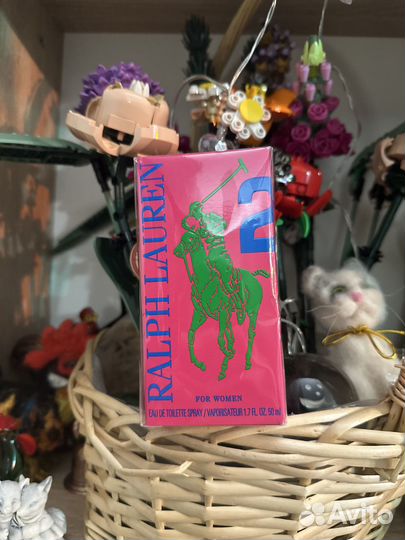 RALPH LAUREN
2
FOR WOMEN
EAU DE TOILETTE SPRAY / VAPORISATEUR 1.7 FL. OZ. 50 ml
Avito